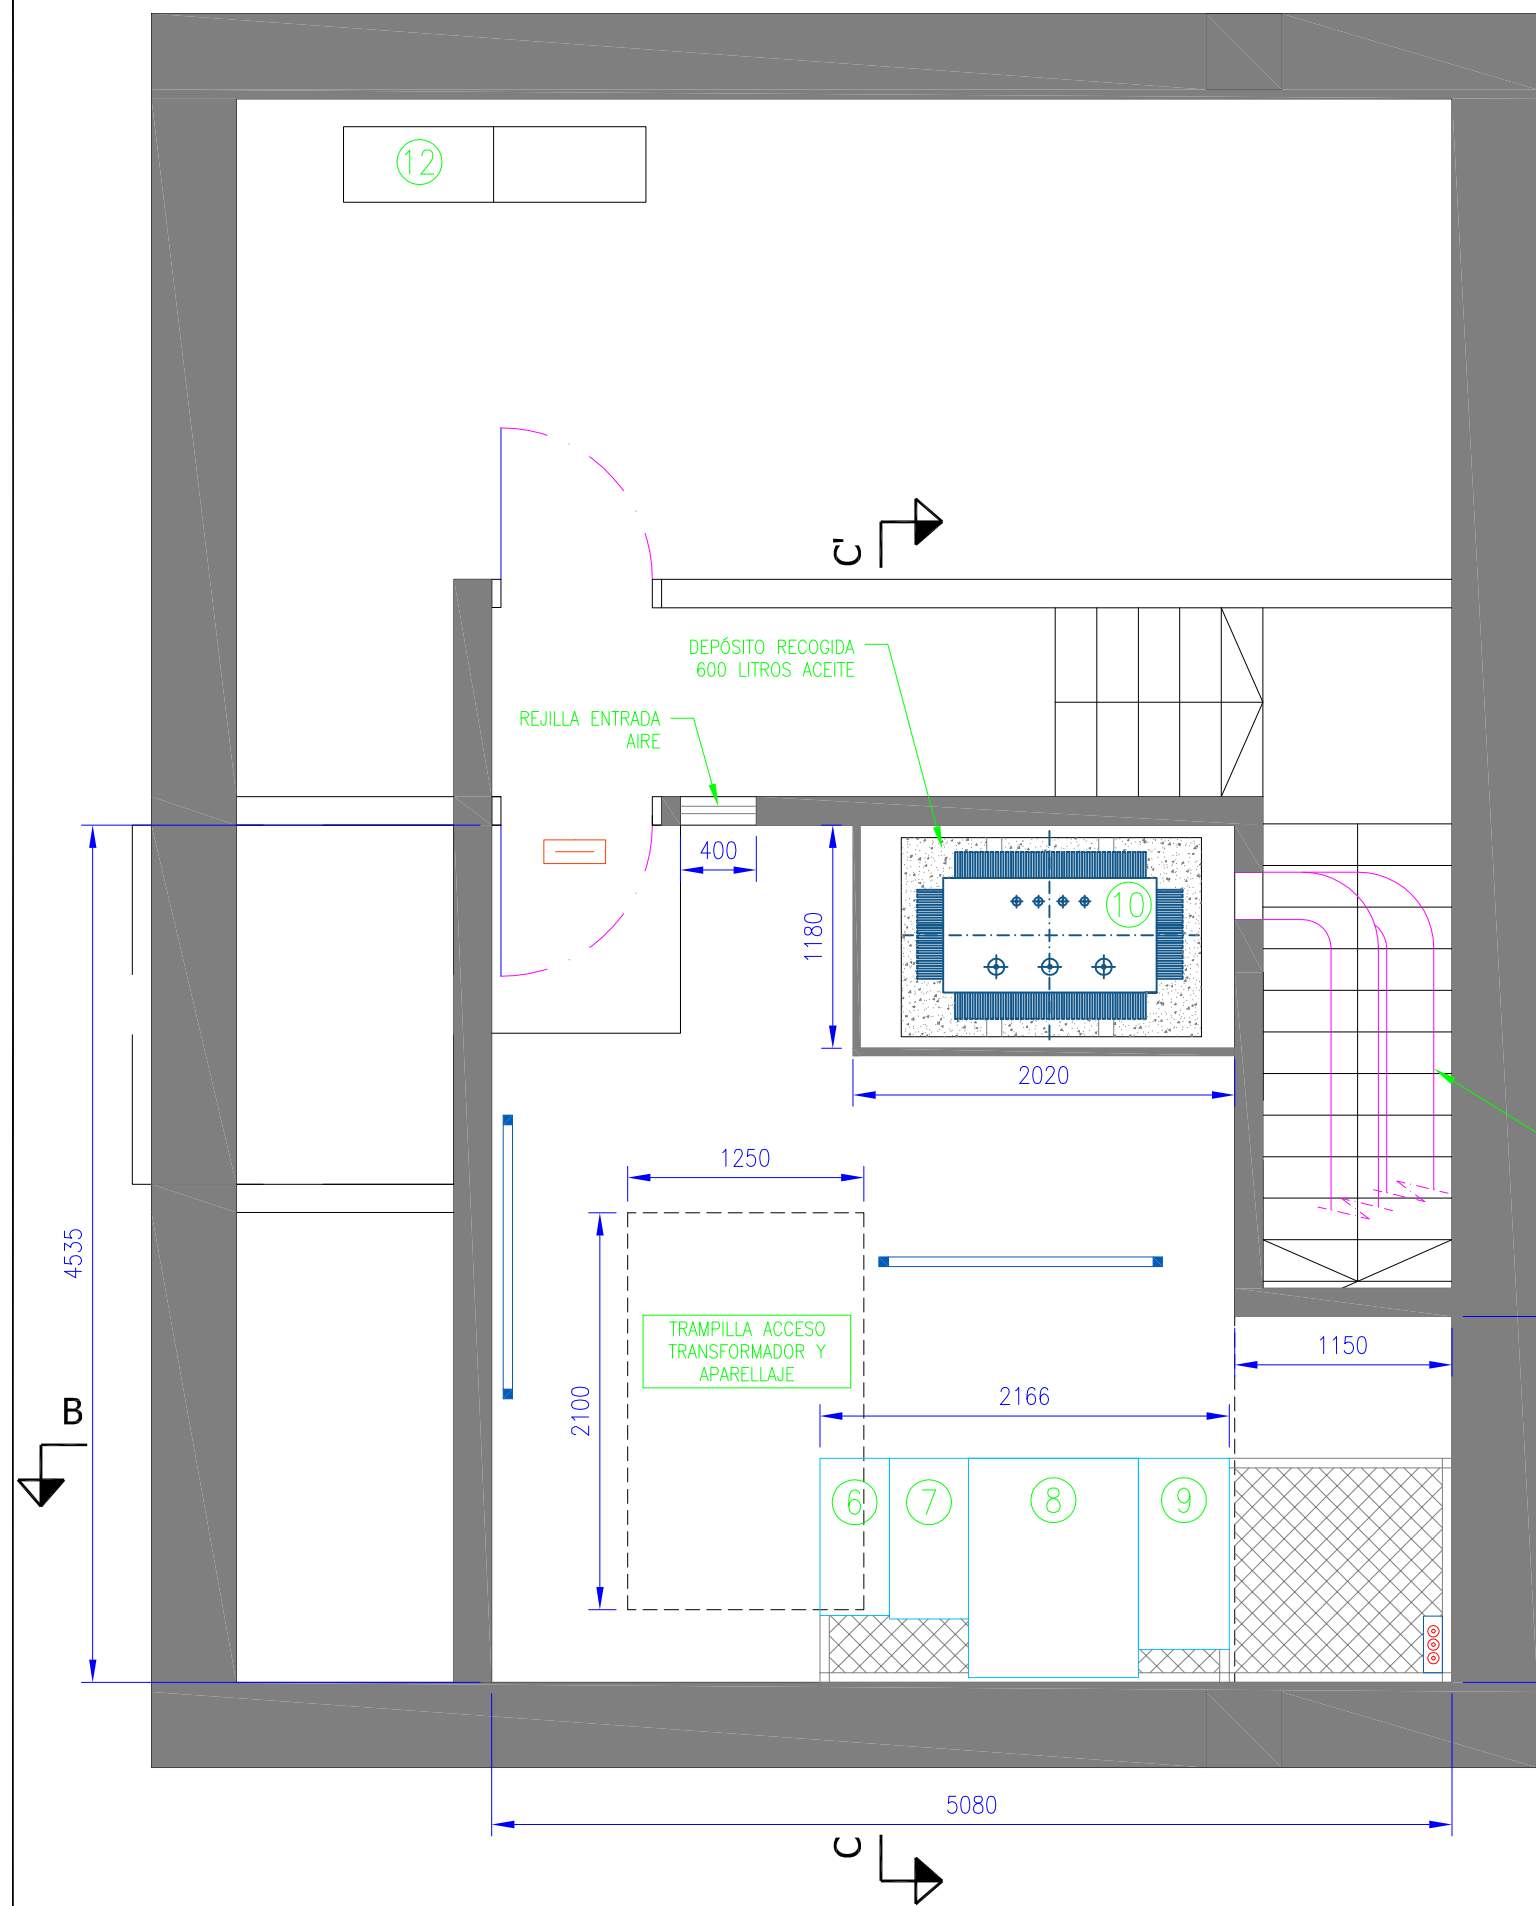 12
C'
DEPÓSITO RECOGIDA
600 LITROS ACEITE
REJILLA ENTRADA
AIRE
400
10
1180
2020
1250
4535
TRAMPILLA ACCESO
TRANSFORMADOR Y
APARELLAJE
1150
2100
2166
B
6
7
8
9
5080
C